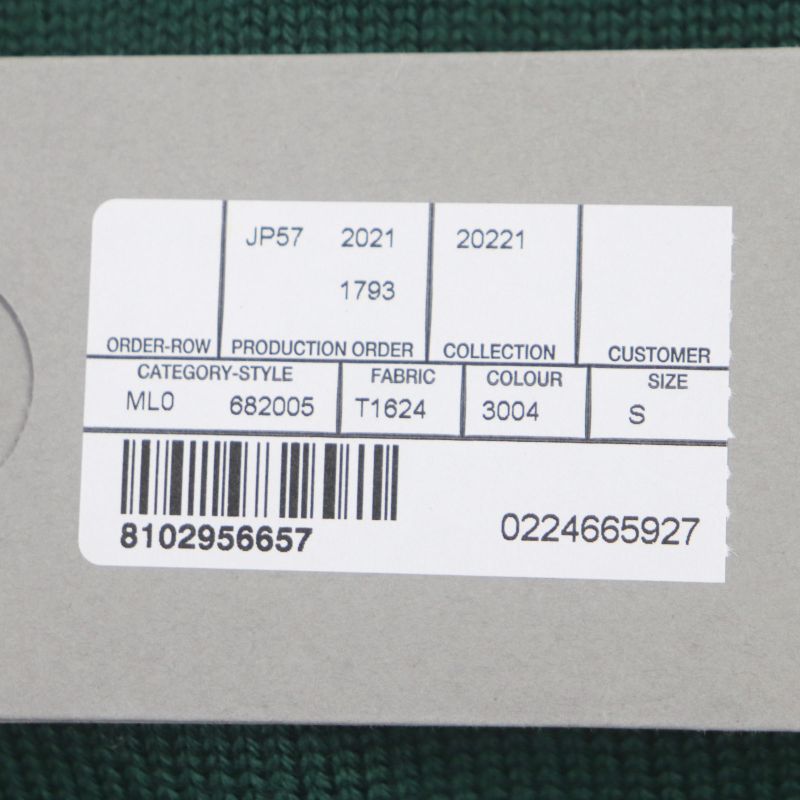 JP57 2021 20221
1793
ORDER-ROW PRODUCTION ORDER COLLECTION CUSTOMER
CATEGORY-STYLE FABRIC COLOUR SIZE
ML0 682005 T1624 3004 S
8102956657 0224665927